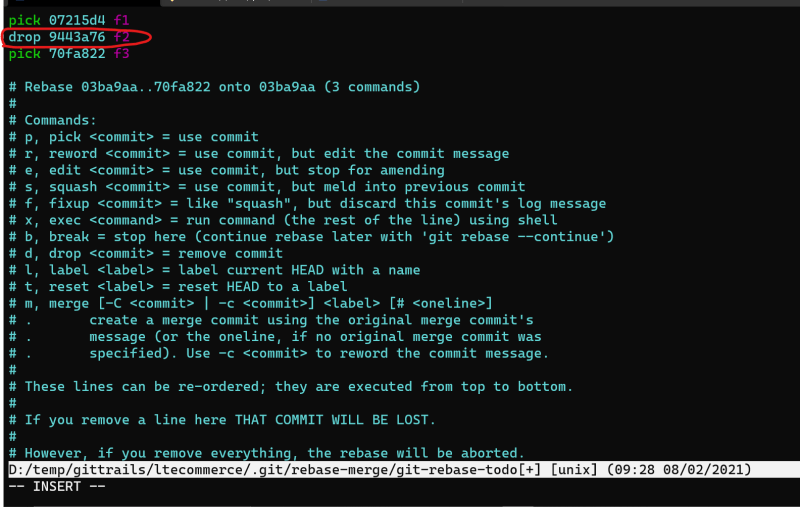 pick 07215d4 f1
drop 9443a76 f2
pick 70fa822 f3

# Rebase 03ba9aa..70fa822 onto 03ba9aa (3 commands)
#
# Commands:
# p, pick <commit> = use commit
# r, reword <commit> = use commit, but edit the commit message
# e, edit <commit> = use commit, but stop for amending
# s, squash <commit> = use commit, but meld into previous commit
# f, fixup <commit> = like "squash", but discard this commit's log message
# x, exec <command> = run command (the rest of the line) using shell
# b, break = stop here (continue rebase later with 'git rebase --continue')
# d, drop <commit> = remove commit
# l, label <label> = label current HEAD with a name
# t, reset <label> = reset HEAD to a label
# m, merge [-C <commit> | -c <commit>] <label> [# <oneline>]
# .       create a merge commit using the original merge commit's
# .       message (or the oneline, if no original merge commit was
# .       specified). Use -c <commit> to reword the commit message.
#
# These lines can be re-ordered; they are executed from top to bottom.
#
# If you remove a line here THAT COMMIT WILL BE LOST.
#
# However, if you remove everything, the rebase will be aborted.
D:/temp/gittrails/ltecommerce/.git/rebase-merge/git-rebase-todo[+] [unix] (09:28 08/02/2021)
-- INSERT --